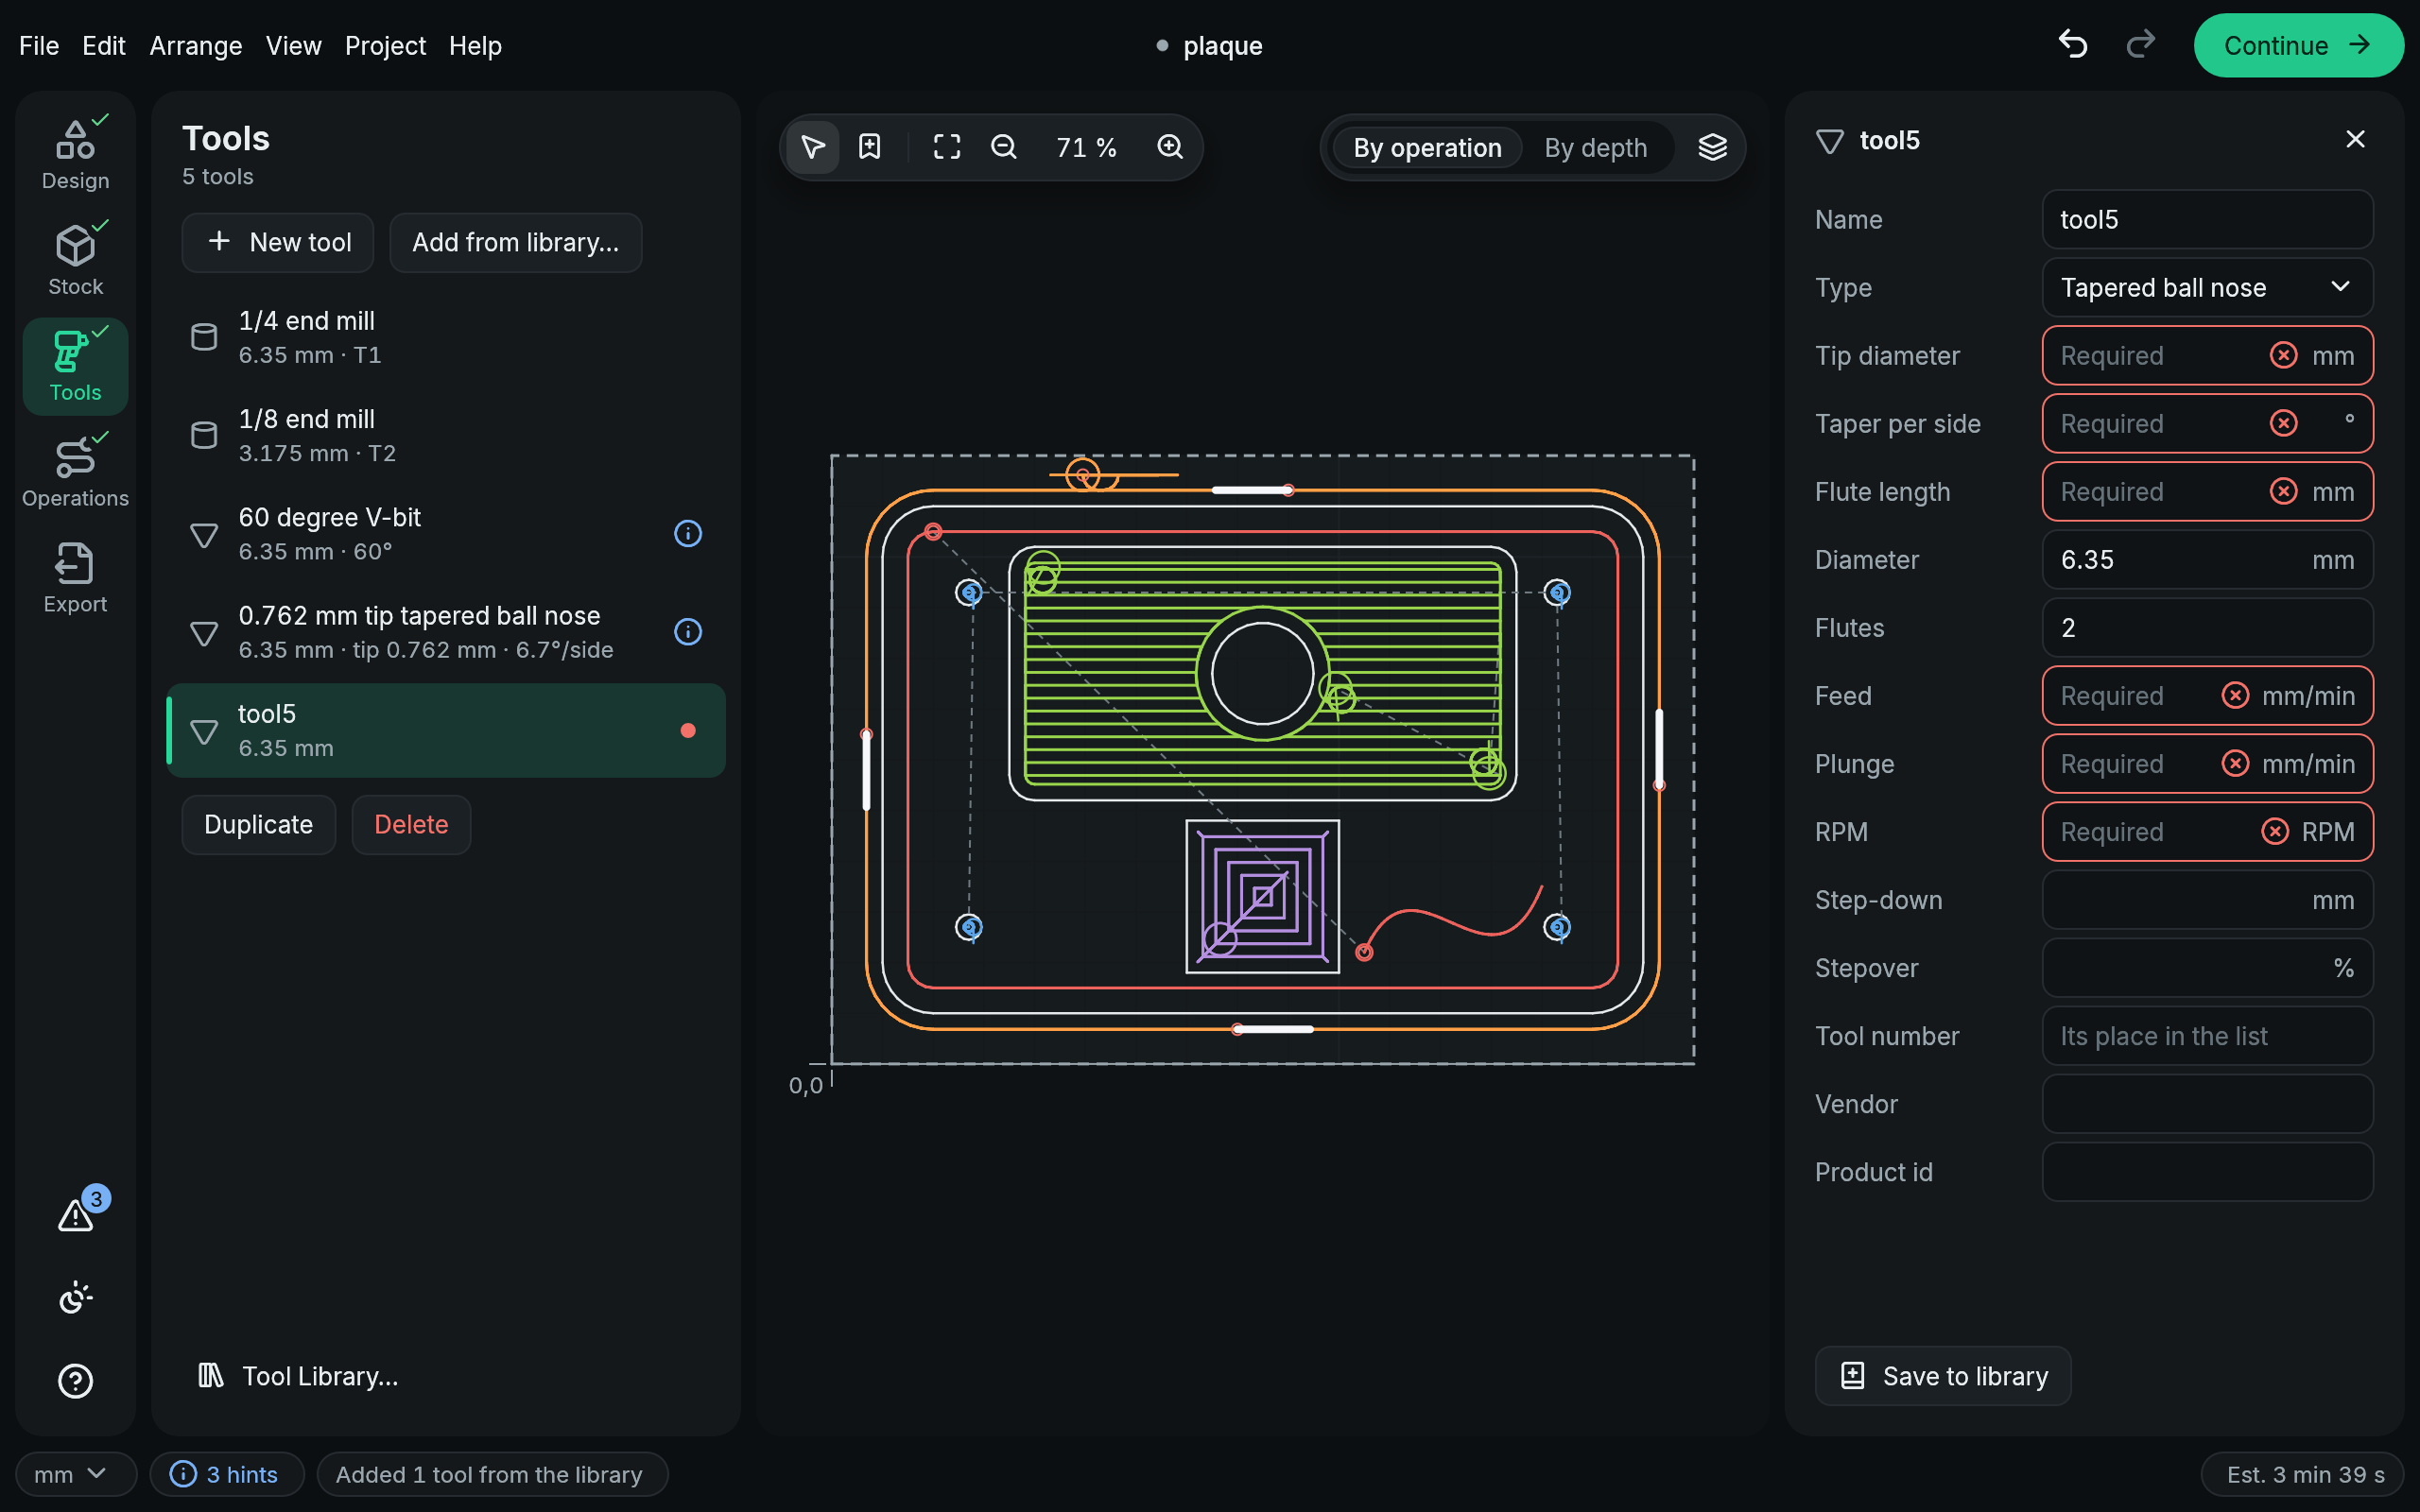 File Edit Arrange View Project Help
plaque
Continue
Design
Stock
Tools
Operations
Export
3
Tools
5 tools
New tool
Add from library...
1/4 end mill
6.35 mm · T1
1/8 end mill
3.175 mm · T2
60 degree V-bit
6.35 mm · 60°
0.762 mm tip tapered ball nose
6.35 mm · tip 0.762 mm · 6.7°/side
tool5
6.35 mm
Duplicate
Delete
Tool Library...
71 %
By operation
By depth
0,0
tool5
Name tool5
Type Tapered ball nose
Tip diameter Required mm
Taper per side Required °
Flute length Required mm
Diameter 6.35 mm
Flutes 2
Feed Required mm/min
Plunge Required mm/min
RPM Required RPM
Step-down mm
Stepover %
Tool number Its place in the list
Vendor
Product id
Save to library
mm
3 hints
Added 1 tool from the library
Est. 3 min 39 s